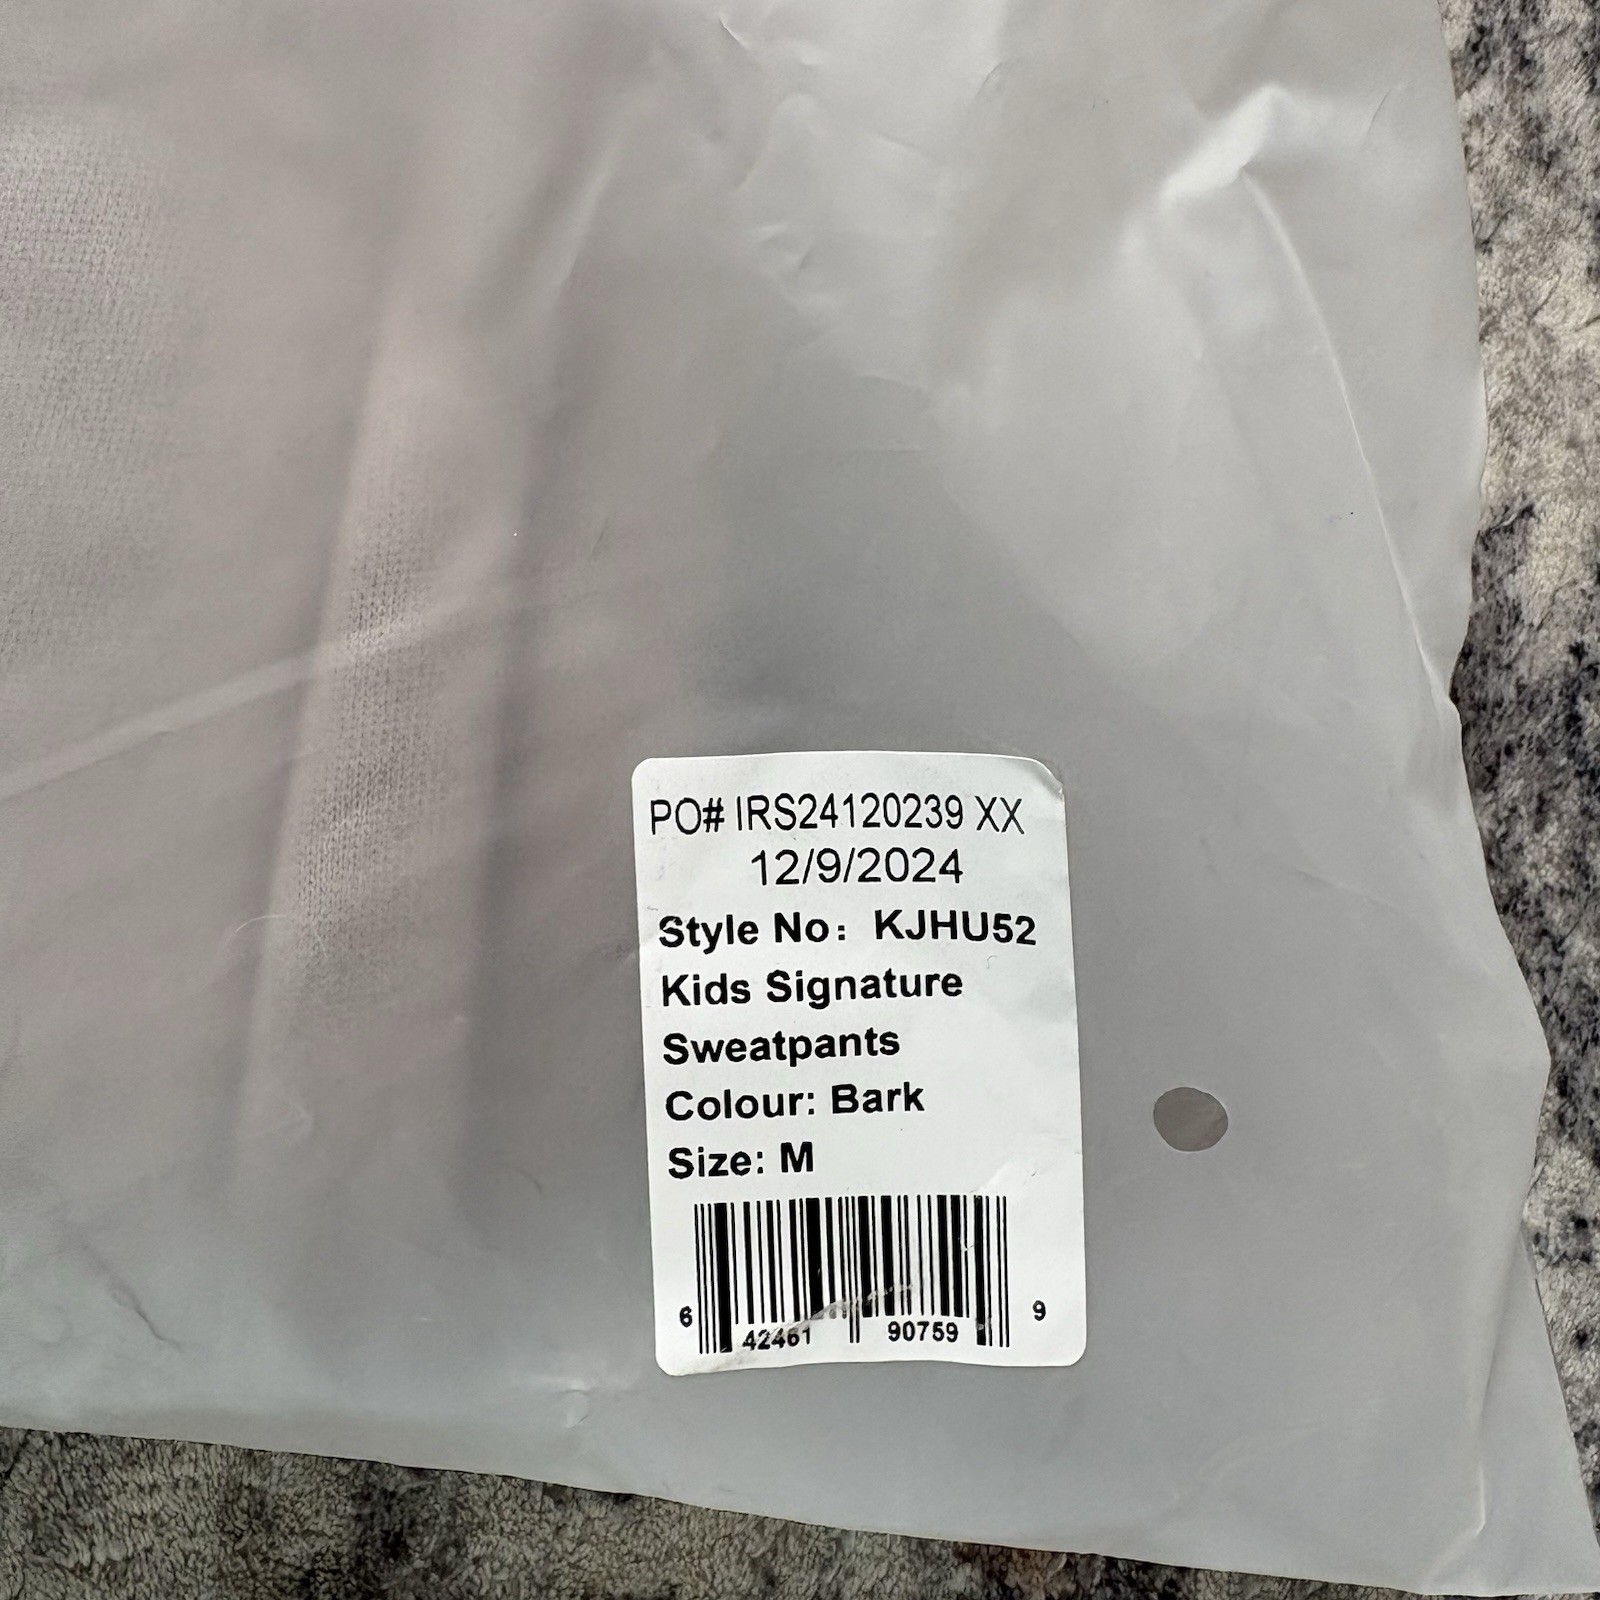 PO# IRS24120239 XX
12/9/2024
Style No: KJHU52
Kids Signature
Sweatpants
Colour: Bark
Size: M
6 42461 90759 9